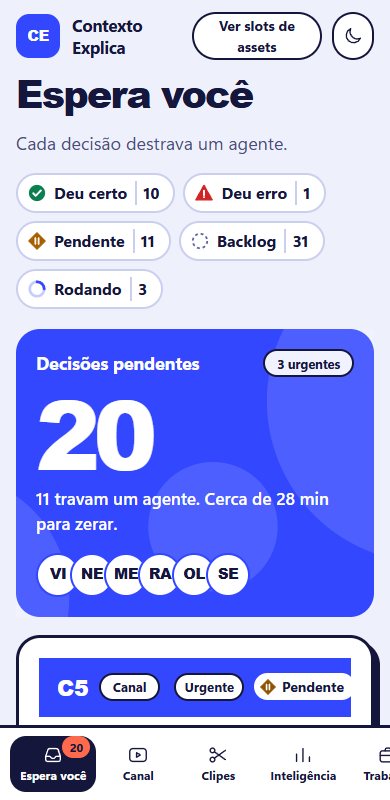 CE
Contexto
Explica
Ver slots de
assets
Espera você
Cada decisão destrava um agente.
Deu certo 10
Deu erro 1
Pendente 11
Backlog 31
Rodando 3
Decisões pendentes
3 urgentes
20
11 travam um agente. Cerca de 28 min
para zerar.
VI NE ME RA OL SE
C5 Canal Urgente Pendente
20
Espera você
Canal
Clipes
Inteligência
Traba